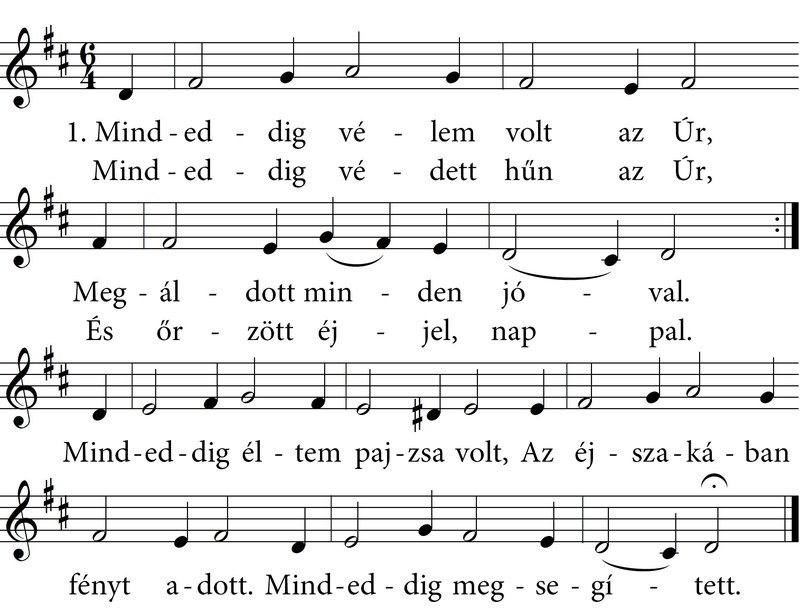 6
4
1. Mind - ed - dig vé - lem volt az Úr,
Mind - ed - dig vé - dett hűn az Úr,
Meg - ál - dott min - den jó - val.
És őr - zött éj - jel, nap - pal.
Mind-ed-dig él - tem paj-zsa volt, Az éj - sza-ká - ban
fényt a-dott. Mind-ed - dig meg - se - gí - tett.